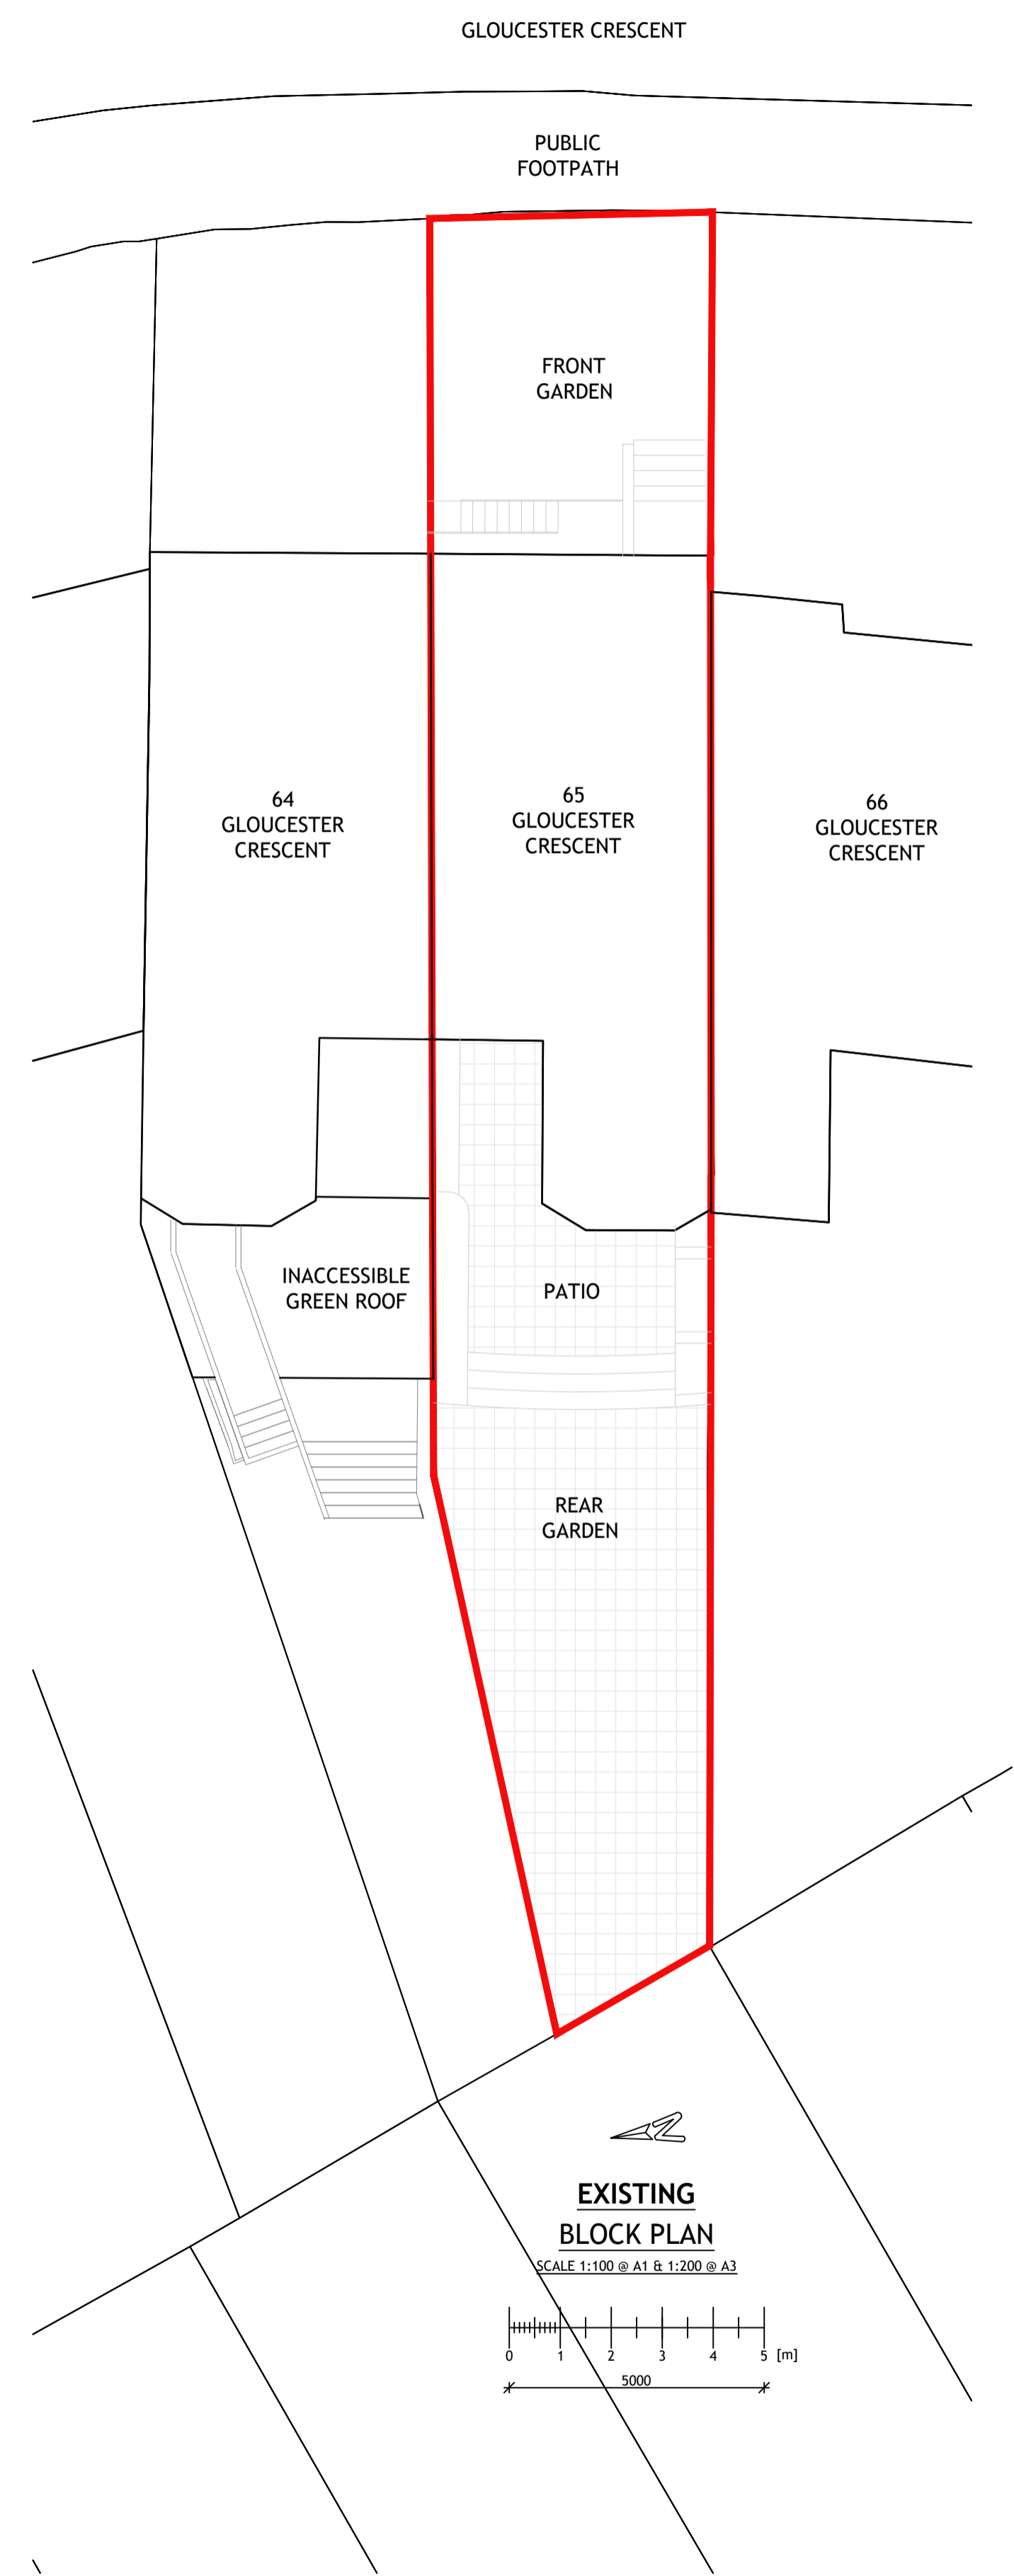 GLOUCESTER CRESCENT
PUBLIC
FOOTPATH
FRONT
GARDEN
64
GLOUCESTER
CRESCENT
65
GLOUCESTER
CRESCENT
66
GLOUCESTER
CRESCENT
INACCESSIBLE
GREEN ROOF
PATIO
REAR
GARDEN
N
EXISTING
BLOCK PLAN
SCALE 1:100 @ A1 & 1:200 @ A3
0 1 2 3 4 5 [m]
5000